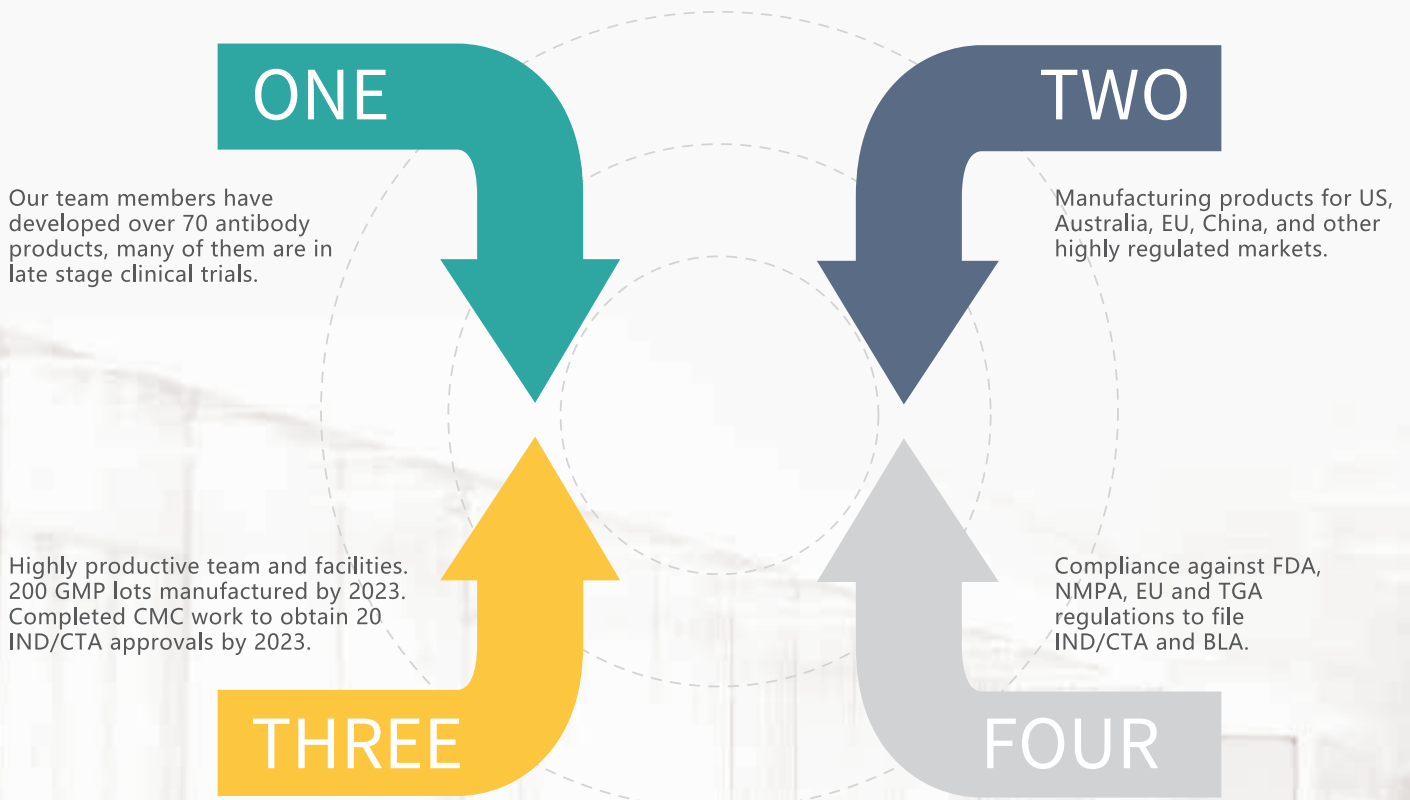 ONE
Our team members have
developed over 70 antibody
products, many of them are in
late stage clinical trials.
TWO
Manufacturing products for US,
Australia, EU, China, and other
highly regulated markets.
Highly productive team and facilities.
200 GMP lots manufactured by 2023.
Completed CMC work to obtain 20
IND/CTA approvals by 2023.
THREE
Compliance against FDA,
NMPA, EU and TGA
regulations to file
IND/CTA and BLA.
FOUR